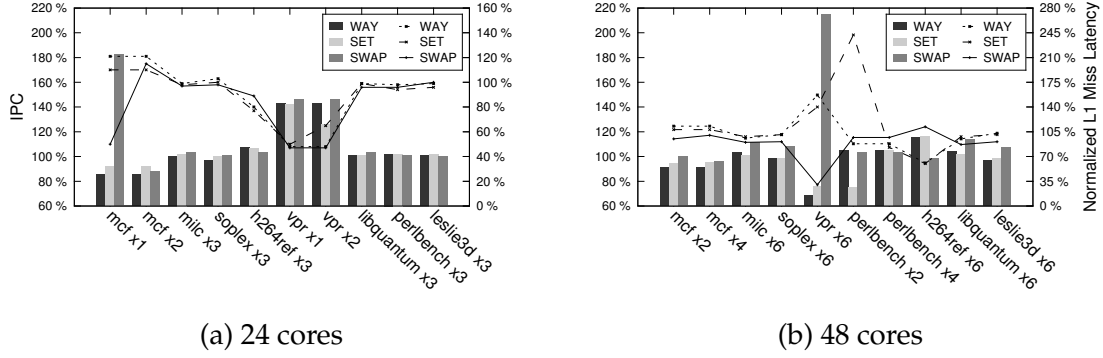 220 %
200 %
180 %
160 %
140 %
120 %
100 %
80 %
60 %
IPC
WAY WAY
SET SET
SWAP SWAP
160 %
140 %
120 %
100 %
80 %
60 %
40 %
20 %
0 %
mcf x1
mcf x2
milc x3
soplex x3
h264ref x3
vpr x1
vpr x2
libquantum x3
perlbench x3
leslie3d x3
(a) 24 cores
220 %
200 %
180 %
160 %
140 %
120 %
100 %
80 %
60 %
WAY WAY
SET SET
SWAP SWAP
280 %
245 %
210 %
175 %
140 %
105 %
70 %
35 %
0 %
Normalized L1 Miss Latency
mcf x2
mcf x4
milc x6
soplex x6
vpr x6
perlbench x2
perlbench x4
h264ref x6
libquantum x6
leslie3d x6
(b) 48 cores